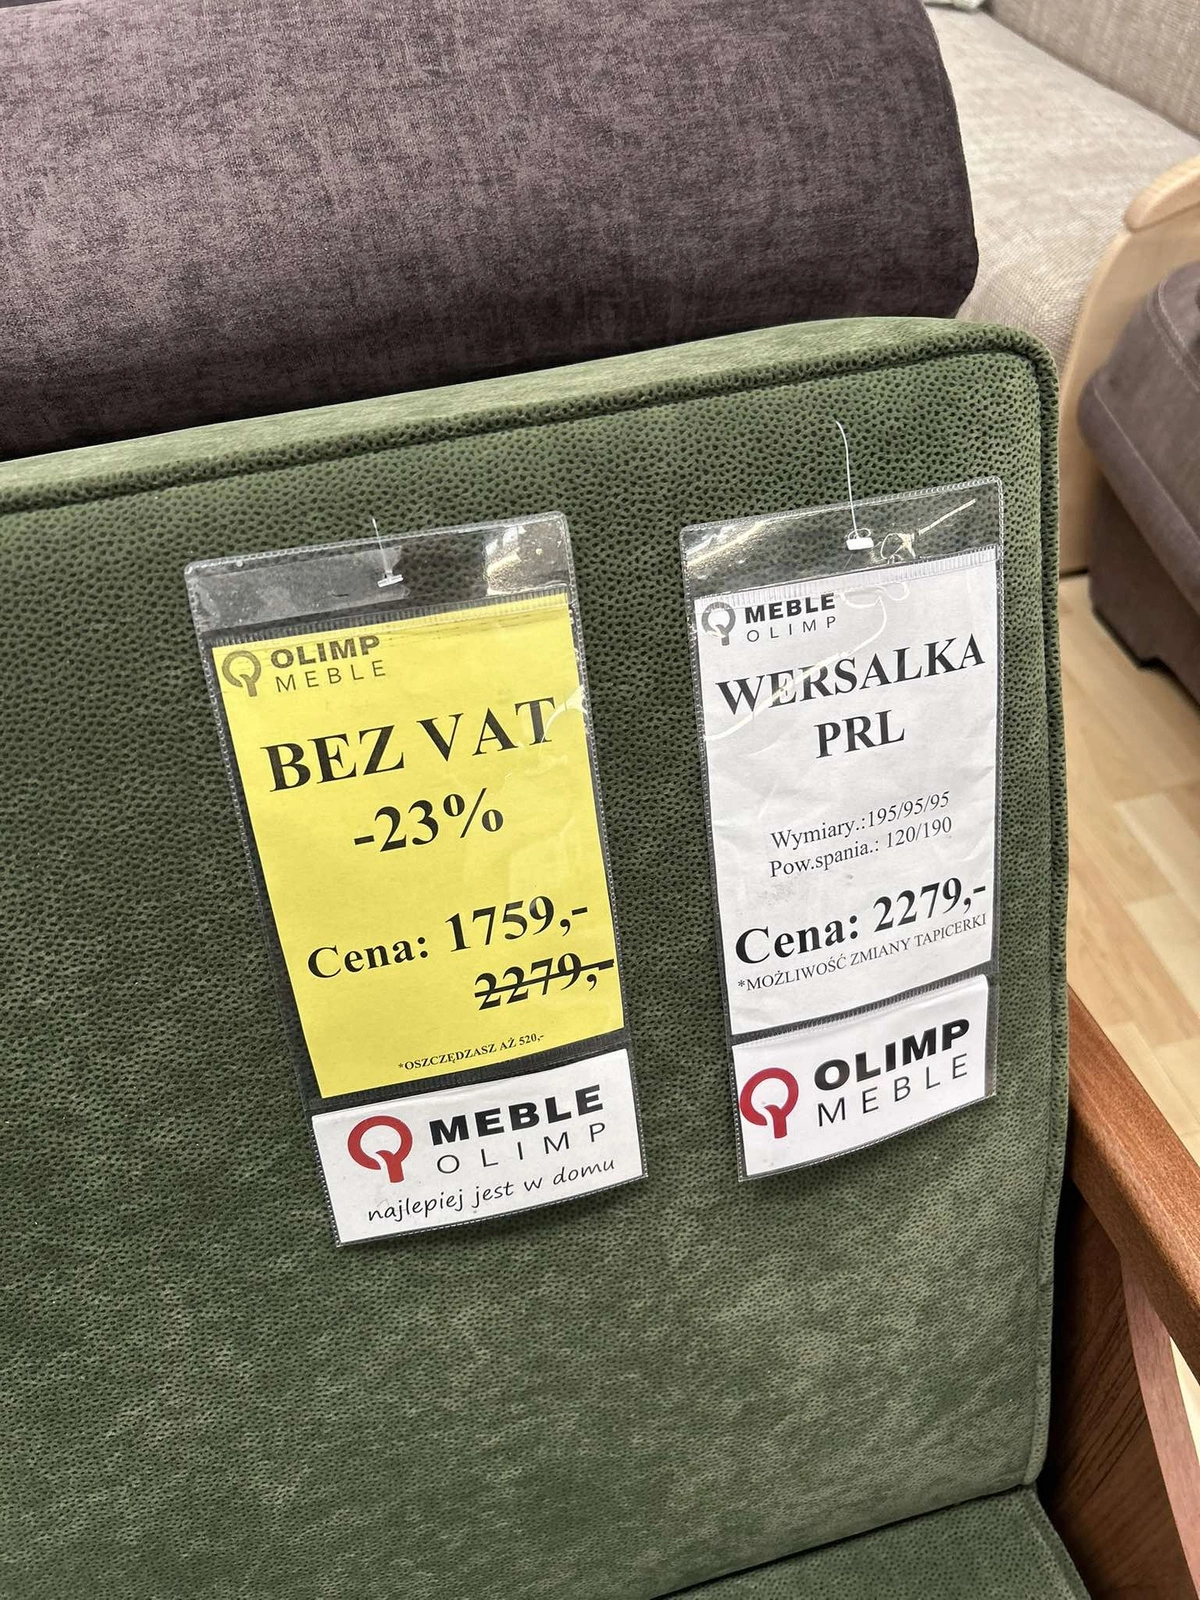 OLIMP
MEBLE
BEZ VAT
-23%
Cena: 1759,-
2279,-
*OSZCZĘDZASZ AŻ 520,-
MEBLE
OLIMP
najlepiej jest w domu
MEBLE
OLIMP
WERSALKA
PRL
Wymiary.:195/95/95
Pow.spania.: 120/190
Cena: 2279,-
*MOŻLIWOŚĆ ZMIANY TAPICERKI
OLIMP
MEBLE